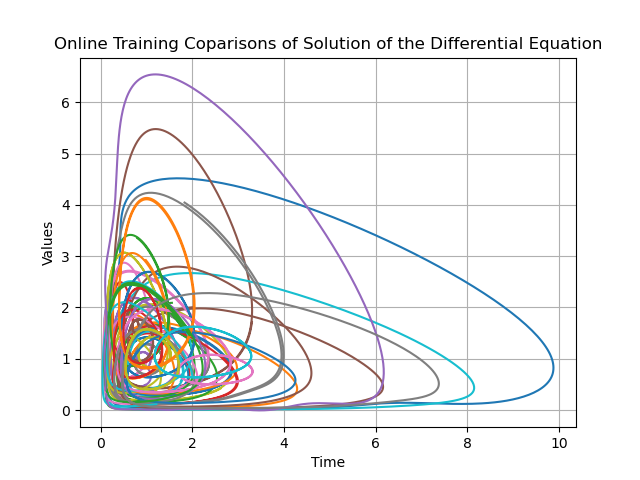 Online Training Coparisons of Solution of the Differential Equation
6
5
4
3
2
1
0
Values
0 2 4 6 8 10
Time